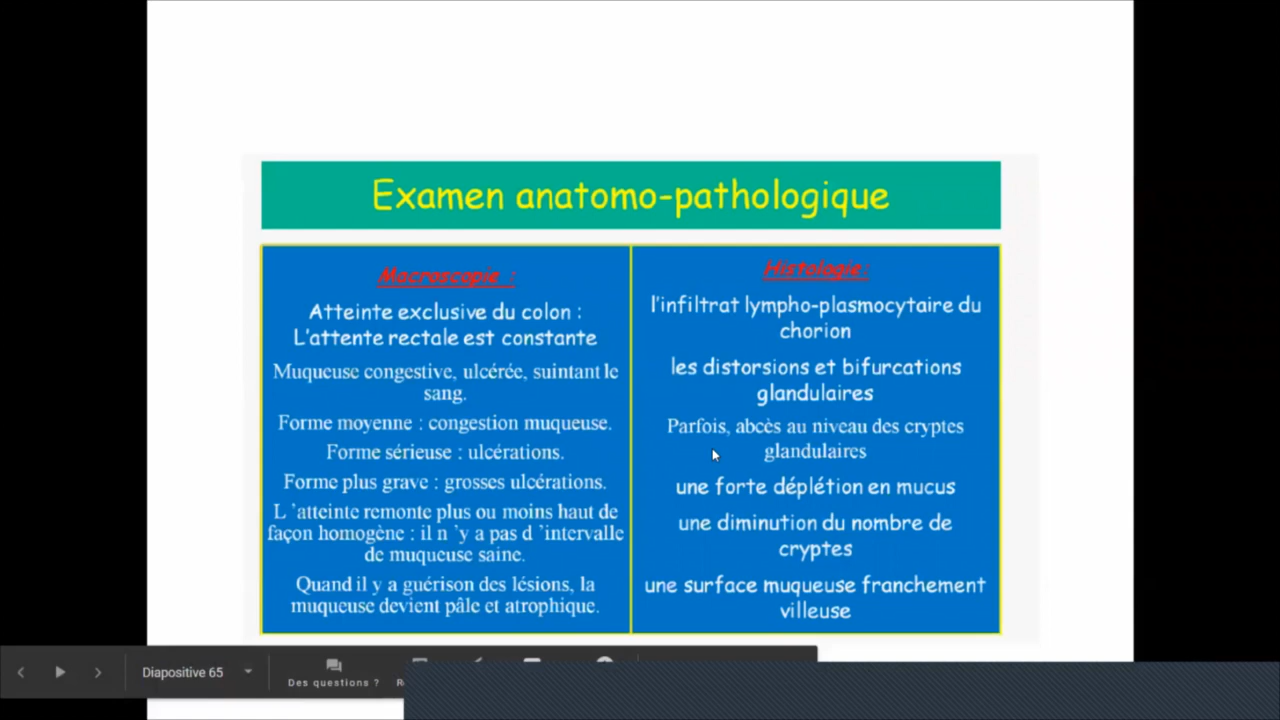 Examen anatomo-pathologique
Macroscopie :
Atteinte exclusive du colon :
L'attente rectale est constante
Muqueuse congestive, ulcérée, suintant le
sang.
Forme moyenne : congestion muqueuse.
Forme sérieuse : ulcérations.
Forme plus grave : grosses ulcérations.
L 'atteinte remonte plus ou moins haut de
façon homogène : il n 'y a pas d 'intervalle
de muqueuse saine.
Quand il y a guérison des lésions, la
muqueuse devient pâle et atrophique.
Histologie:
l'infiltrat lympho-plasmocytaire du
chorion
les distorsions et bifurcations
glandulaires
Parfois, abcès au niveau des cryptes
glandulaires
une forte déplétion en mucus
une diminution du nombre de
cryptes
une surface muqueuse franchement
villeuse
Diapositive 65
Des questions ?